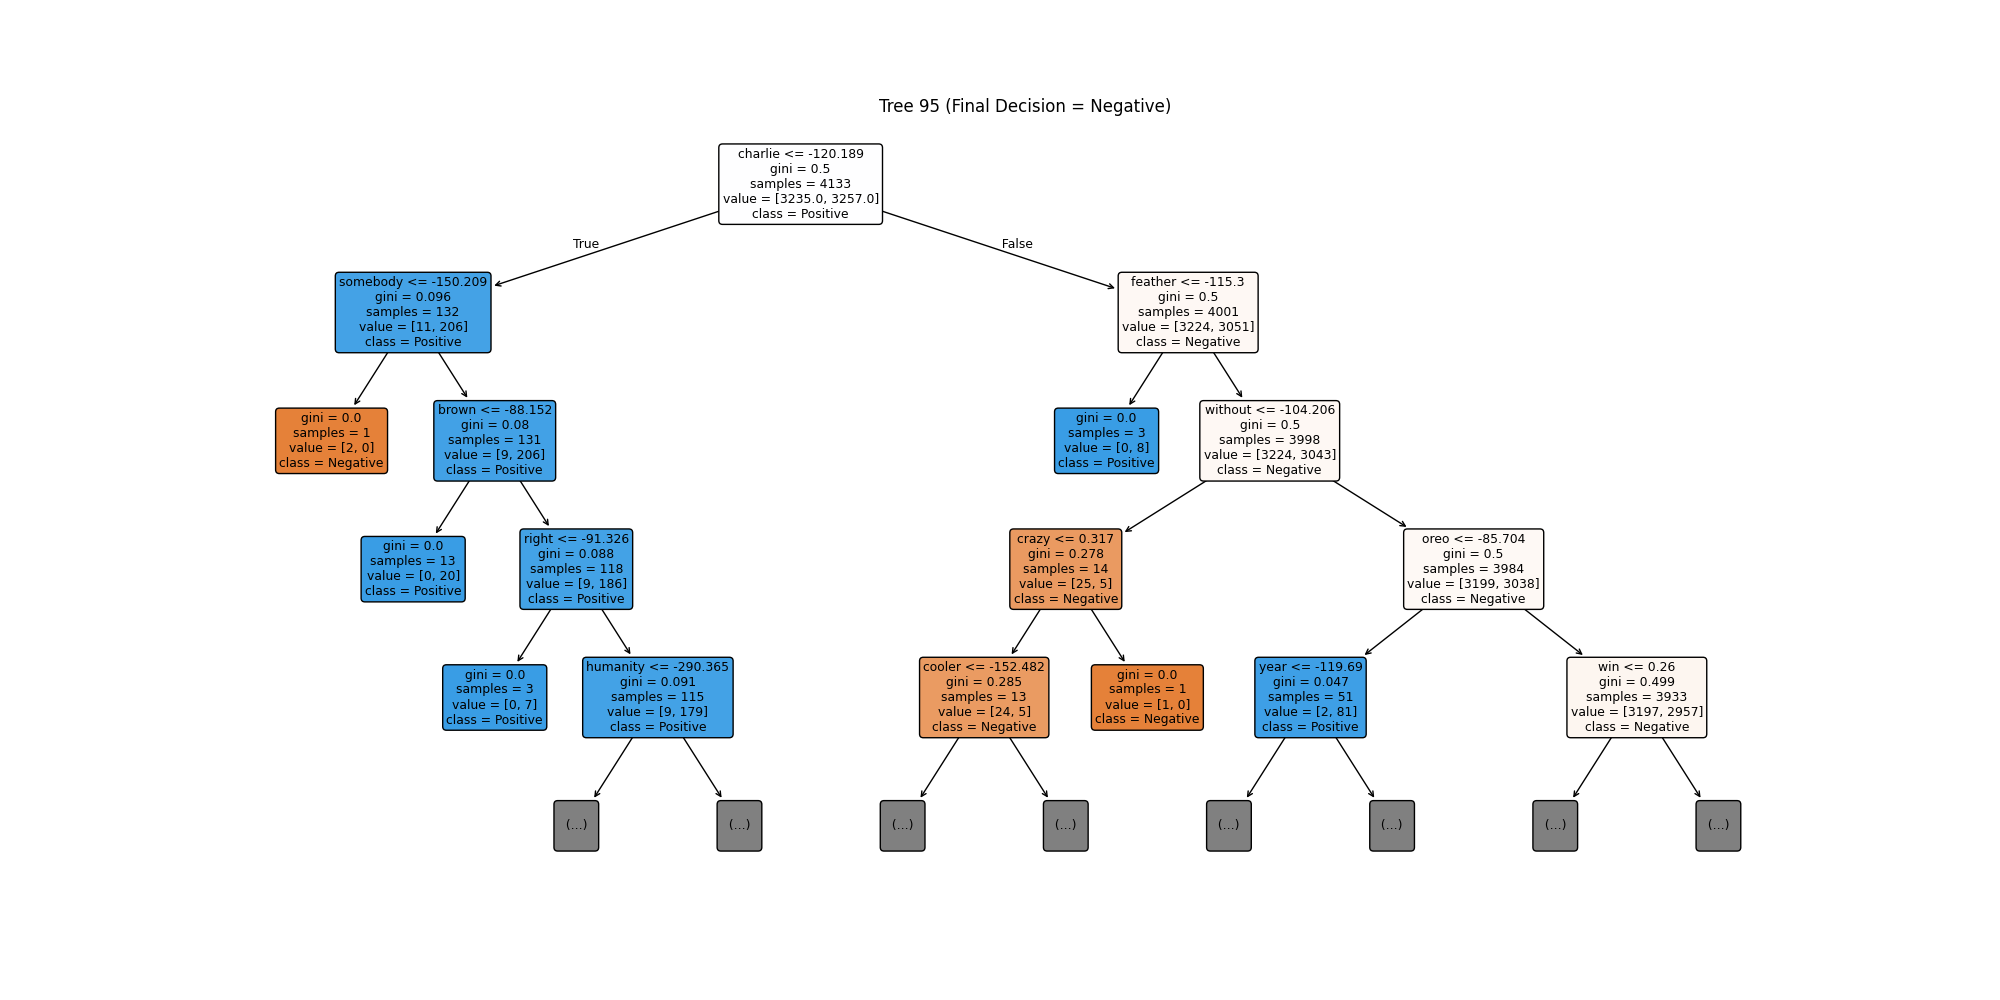 Tree 95 (Final Decision = Negative)
charlie <= -120.189
gini = 0.5
samples = 4133
value = [3235.0, 3257.0]
class = Positive
True
False
somebody <= -150.209
gini = 0.096
samples = 132
value = [11, 206]
class = Positive
feather <= -115.3
gini = 0.5
samples = 4001
value = [3224, 3051]
class = Negative
gini = 0.0
samples = 1
value = [2, 0]
class = Negative
brown <= -88.152
gini = 0.08
samples = 131
value = [9, 206]
class = Positive
gini = 0.0
samples = 3
value = [0, 8]
class = Positive
without <= -104.206
gini = 0.5
samples = 3998
value = [3224, 3043]
class = Negative
gini = 0.0
samples = 13
value = [0, 20]
class = Positive
right <= -91.326
gini = 0.088
samples = 118
value = [9, 186]
class = Positive
crazy <= 0.317
gini = 0.278
samples = 14
value = [25, 5]
class = Negative
oreo <= -85.704
gini = 0.5
samples = 3984
value = [3199, 3038]
class = Negative
gini = 0.0
samples = 3
value = [0, 7]
class = Positive
humanity <= -290.365
gini = 0.091
samples = 115
value = [9, 179]
class = Positive
cooler <= -152.482
gini = 0.285
samples = 13
value = [24, 5]
class = Negative
gini = 0.0
samples = 1
value = [1, 0]
class = Negative
year <= -119.69
gini = 0.047
samples = 51
value = [2, 81]
class = Positive
win <= 0.26
gini = 0.499
samples = 3933
value = [3197, 2957]
class = Negative
(...)
(...)
(...)
(...)
(...)
(...)
(...)
(...)